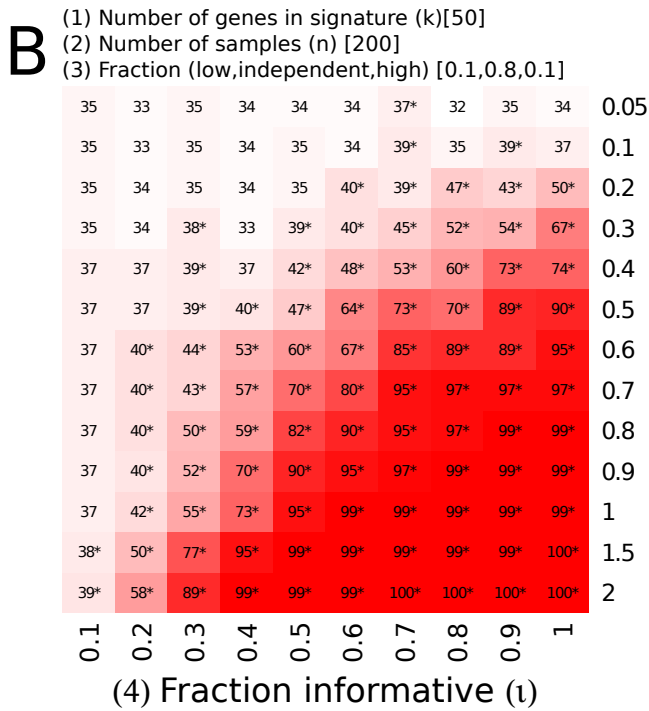 B
(1) Number of genes in signature (k)[50]
(2) Number of samples (n) [200]
(3) Fraction (low,independent,high) [0.1,0.8,0.1]
35 33 35 34 34 34 37* 32 35 34 0.05
35 33 35 34 35 34 39* 35 39* 37 0.1
35 34 35 34 35 40* 39* 47* 43* 50* 0.2
35 34 38* 33 39* 40* 45* 52* 54* 67* 0.3
37 37 39* 37 42* 48* 53* 60* 73* 74* 0.4
37 37 39* 40* 47* 64* 73* 70* 89* 90* 0.5
37 40* 44* 53* 60* 67* 85* 89* 89* 95* 0.6
37 40* 43* 57* 70* 80* 95* 97* 97* 97* 0.7
37 40* 50* 59* 82* 90* 95* 97* 99* 99* 0.8
37 40* 52* 70* 90* 95* 97* 99* 99* 99* 0.9
37 42* 55* 73* 95* 99* 99* 99* 99* 99* 1
38* 50* 77* 95* 99* 99* 99* 99* 99* 100* 1.5
39* 58* 89* 99* 99* 99* 100* 100* 100* 100* 2
0.1 0.2 0.3 0.4 0.5 0.6 0.7 0.8 0.9 1
(4) Fraction informative (ι)